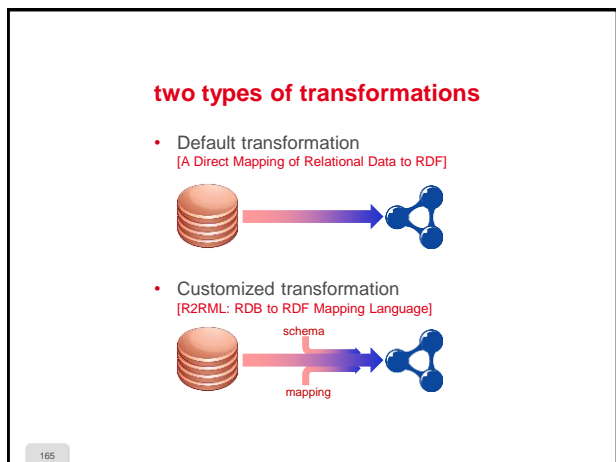 two types of transformations
• Default transformation
[A Direct Mapping of Relational Data to RDF]
• Customized transformation
[R2RML: RDB to RDF Mapping Language]
schema
mapping
165